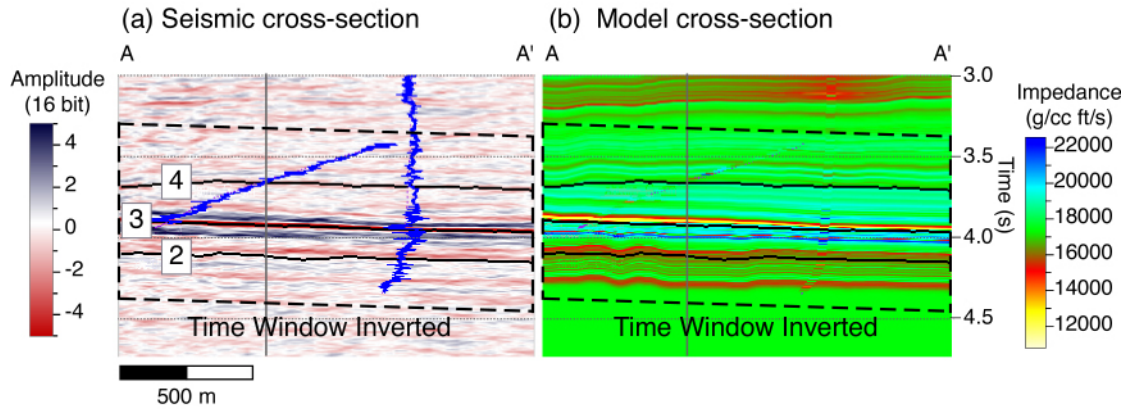 (a) Seismic cross-section
(b) Model cross-section
A
A'
A
A'
Amplitude
(16 bit)
4
2
0
-2
-4
4
3
2
Time Window Inverted
500 m
Time Window Inverted
3.0
3.5
4.0
4.5
Time (s)
Impedance
(g/cc ft/s)
22000
20000
18000
16000
14000
12000